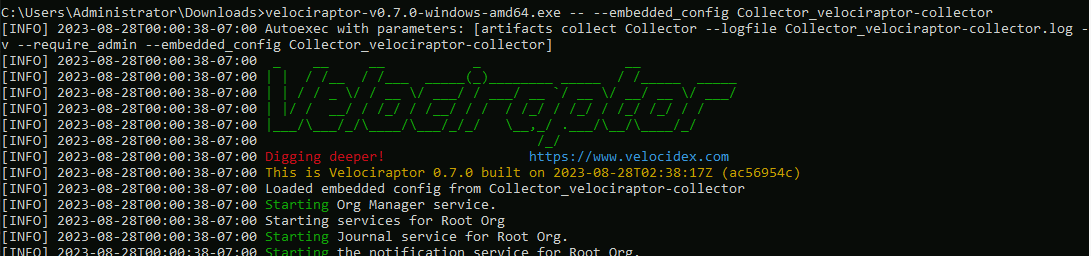 C:\Users\Administrator\Downloads>velociraptor-v0.7.0-windows-amd64.exe -- --embedded_config Collector_velociraptor-collector
[INFO] 2023-08-28T00:00:38-07:00 Autoexec with parameters: [artifacts collect Collector --logfile Collector_velociraptor-collector.log -
v --require_admin --embedded_config Collector_velociraptor-collector]
[INFO] 2023-08-28T00:00:38-07:00
[INFO] 2023-08-28T00:00:38-07:00
[INFO] 2023-08-28T00:00:38-07:00
[INFO] 2023-08-28T00:00:38-07:00
[INFO] 2023-08-28T00:00:38-07:00
[INFO] 2023-08-28T00:00:38-07:00
[INFO] 2023-08-28T00:00:38-07:00 Digging deeper! https://www.velocidex.com
[INFO] 2023-08-28T00:00:38-07:00 This is Velociraptor 0.7.0 built on 2023-08-28T02:38:17Z (ac56954c)
[INFO] 2023-08-28T00:00:38-07:00 Loaded embedded config from Collector_velociraptor-collector
[INFO] 2023-08-28T00:00:38-07:00 Starting Org Manager service.
[INFO] 2023-08-28T00:00:38-07:00 Starting services for Root Org
[INFO] 2023-08-28T00:00:38-07:00 Starting Journal service for Root Org.
[INFO] 2023-08-28T00:00:38-07:00 Starting the notification service for Root Org.